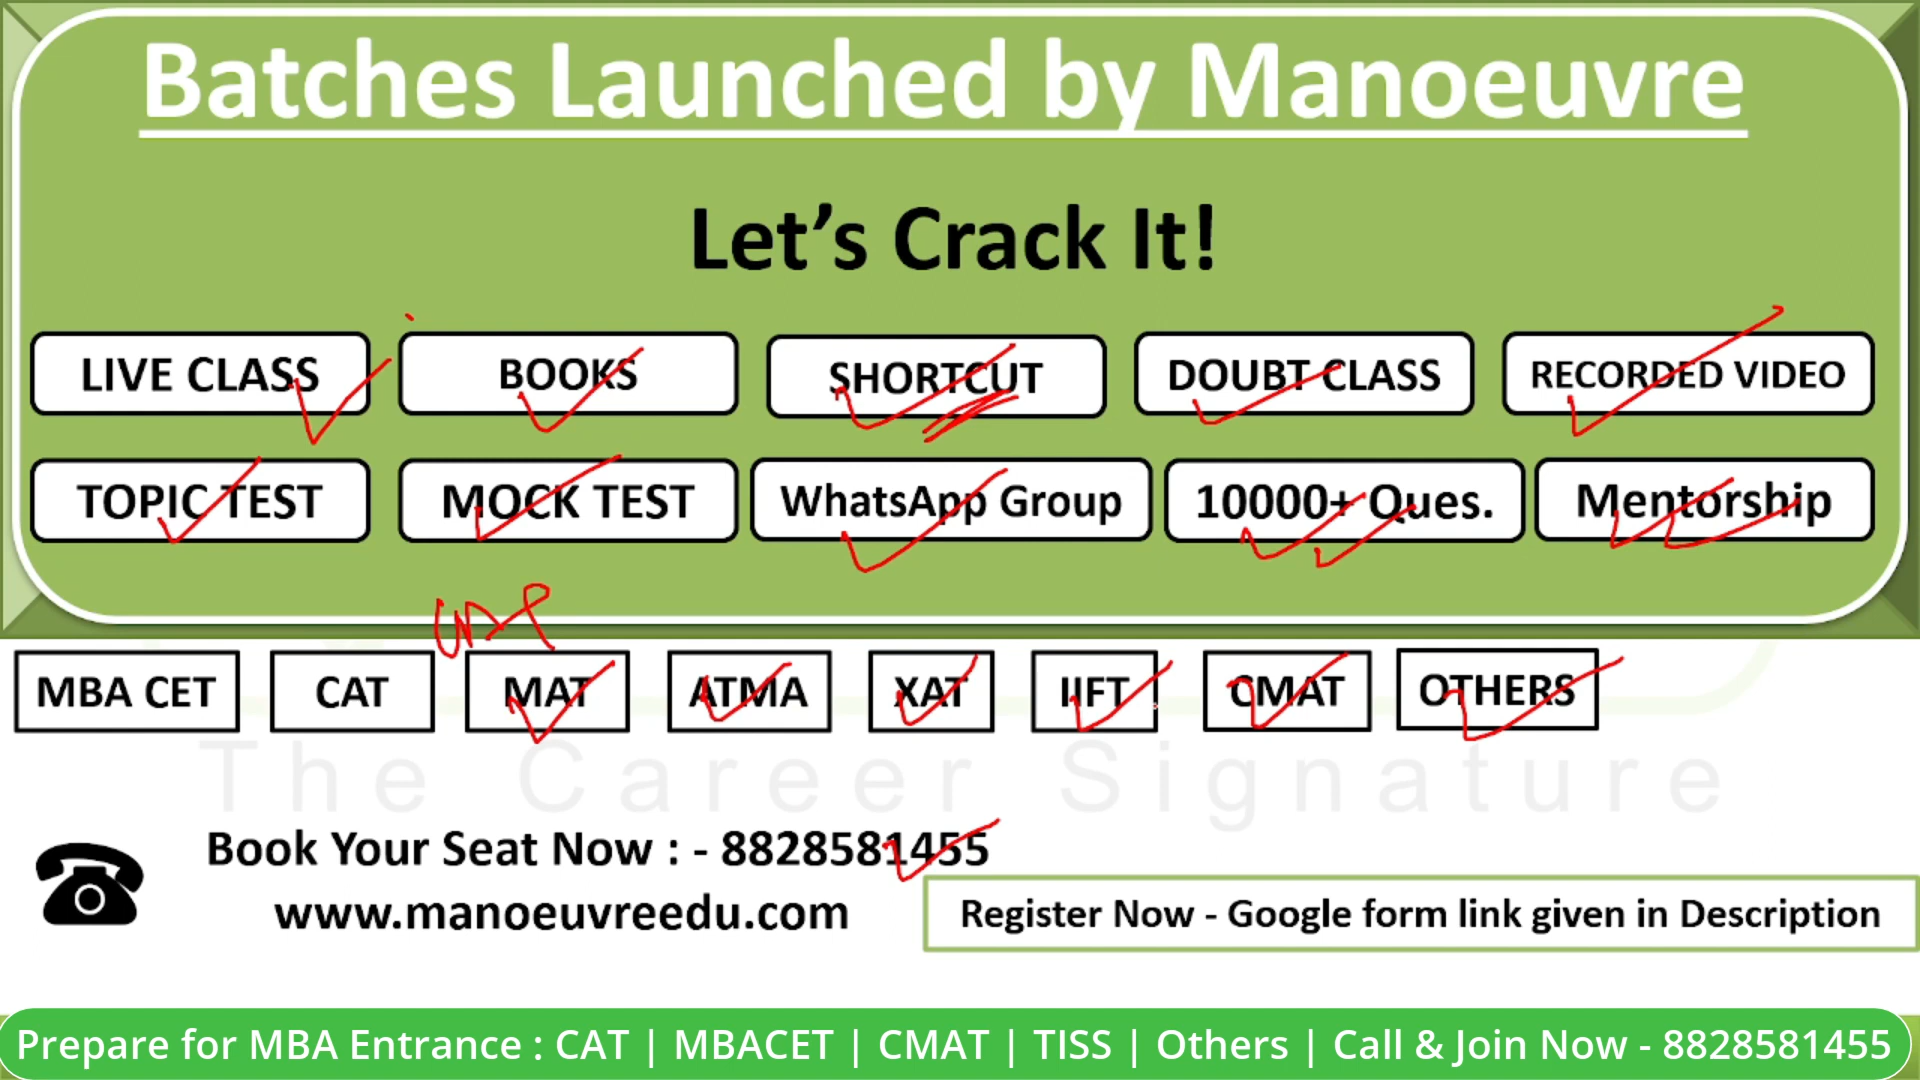 Batches Launched by Manoeuvre
Let's Crack It!
LIVE CLASS BOOKS SHORTCUT DOUBT CLASS RECORDED VIDEO
TOPIC TEST MOCK TEST WhatsApp Group 10000+ Ques. Mentorship
MBA CET CAT MAT ATMA XAT IIFT CMAT OTHERS
The Career Signature
Book Your Seat Now : - 8828581455
www.manoeuvreedu.com
Register Now - Google form link given in Description
Prepare for MBA Entrance : CAT | MBACET | CMAT | TISS | Others | Call & Join Now - 8828581455